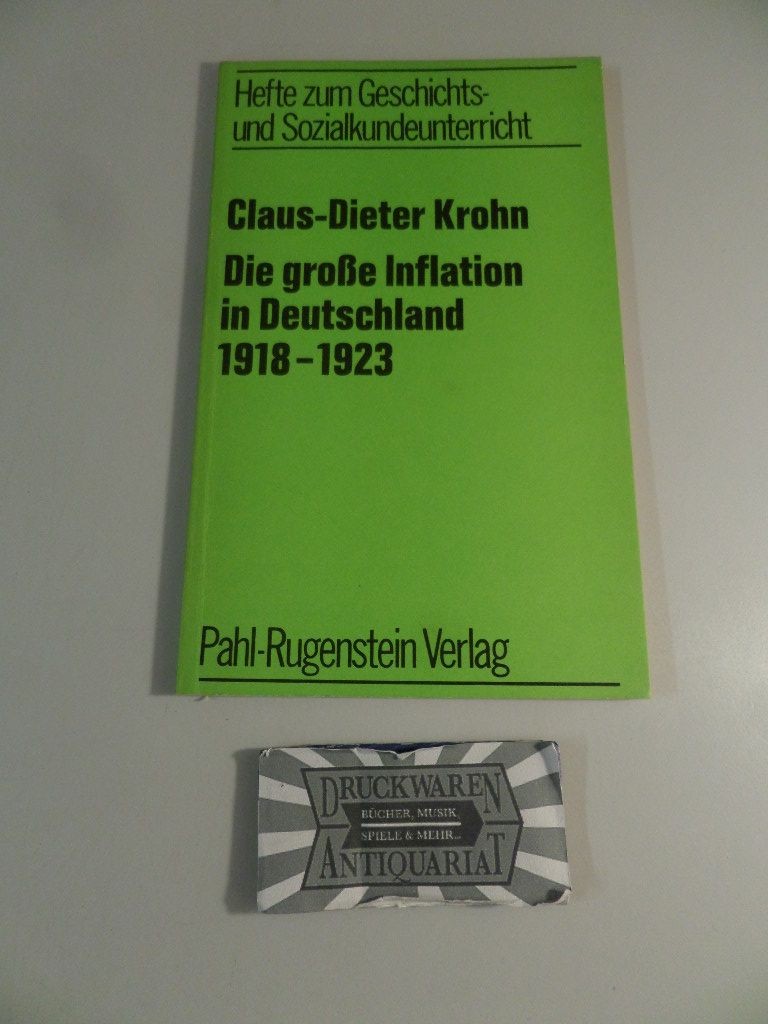 Hefte zum Geschichts-
und Sozialkundeunterricht
Claus-Dieter Krohn
Die große Inflation
in Deutschland
1918–1923
Pahl-Rugenstein Verlag
DRUCKWAREN
BÜCHER, MUSIK,
SPIELE & MEHR...
ANTIQUARIAT